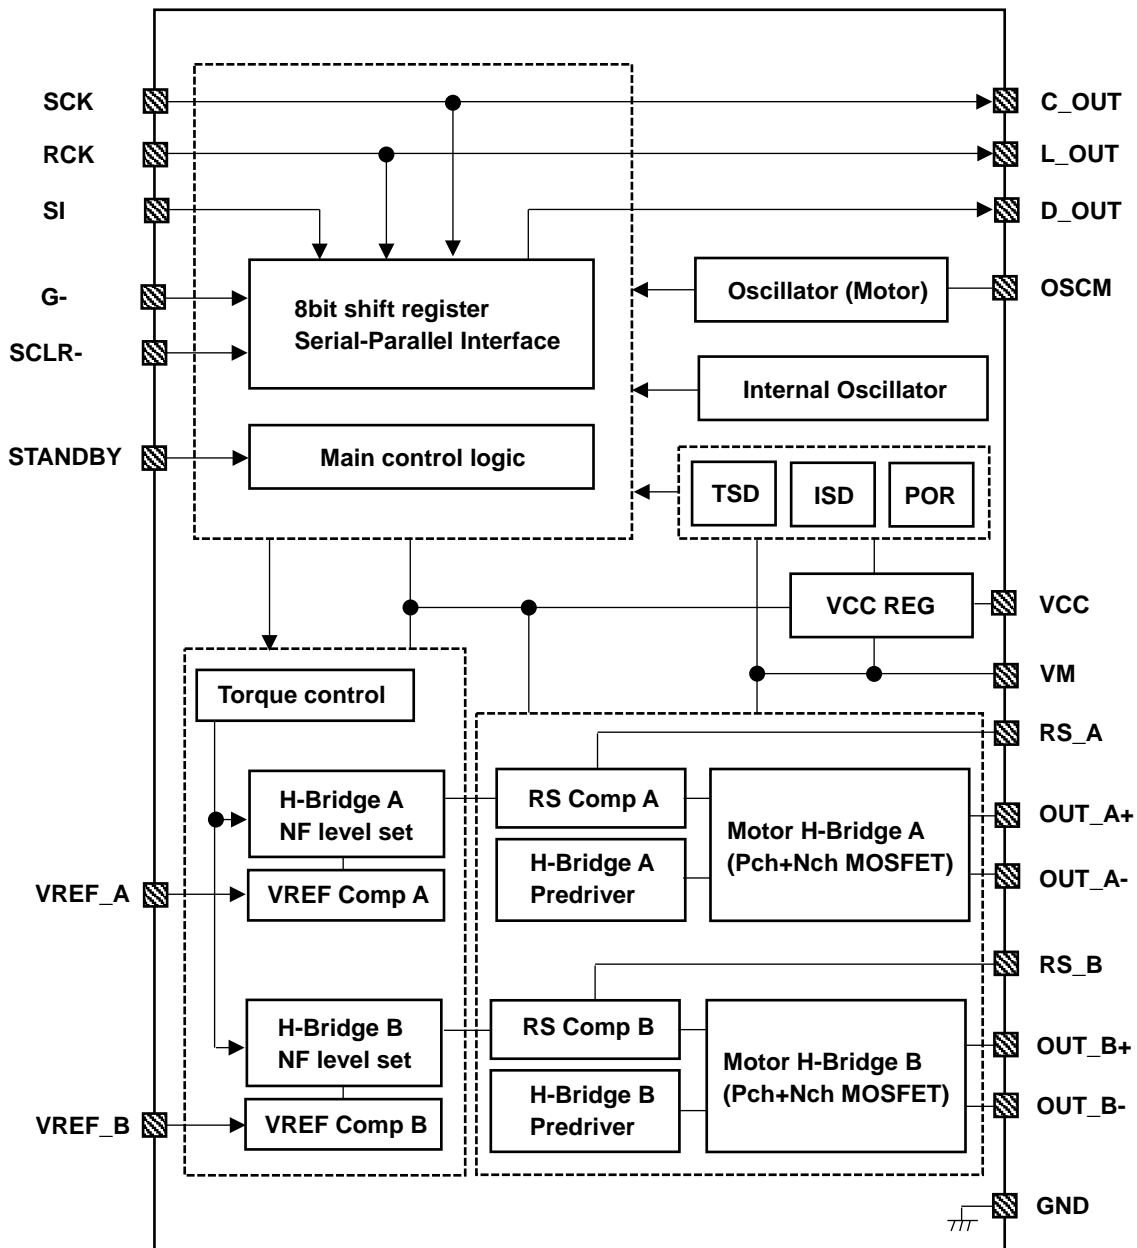 SCK
C_OUT
RCK
L_OUT
SI
D_OUT
G-
8bit shift register
Serial-Parallel Interface
Oscillator (Motor)
OSCM
SCLR-
Internal Oscillator
STANDBY
Main control logic
TSD
ISD
POR
VCC REG
VCC
VM
Torque control
RS_A
H-Bridge A
NF level set
RS Comp A
Motor H-Bridge A
(Pch+Nch MOSFET)
OUT_A+
VREF_A
VREF Comp A
H-Bridge A
Predriver
OUT_A-
RS_B
H-Bridge B
NF level set
RS Comp B
Motor H-Bridge B
(Pch+Nch MOSFET)
OUT_B+
VREF_B
VREF Comp B
H-Bridge B
Predriver
OUT_B-
GND